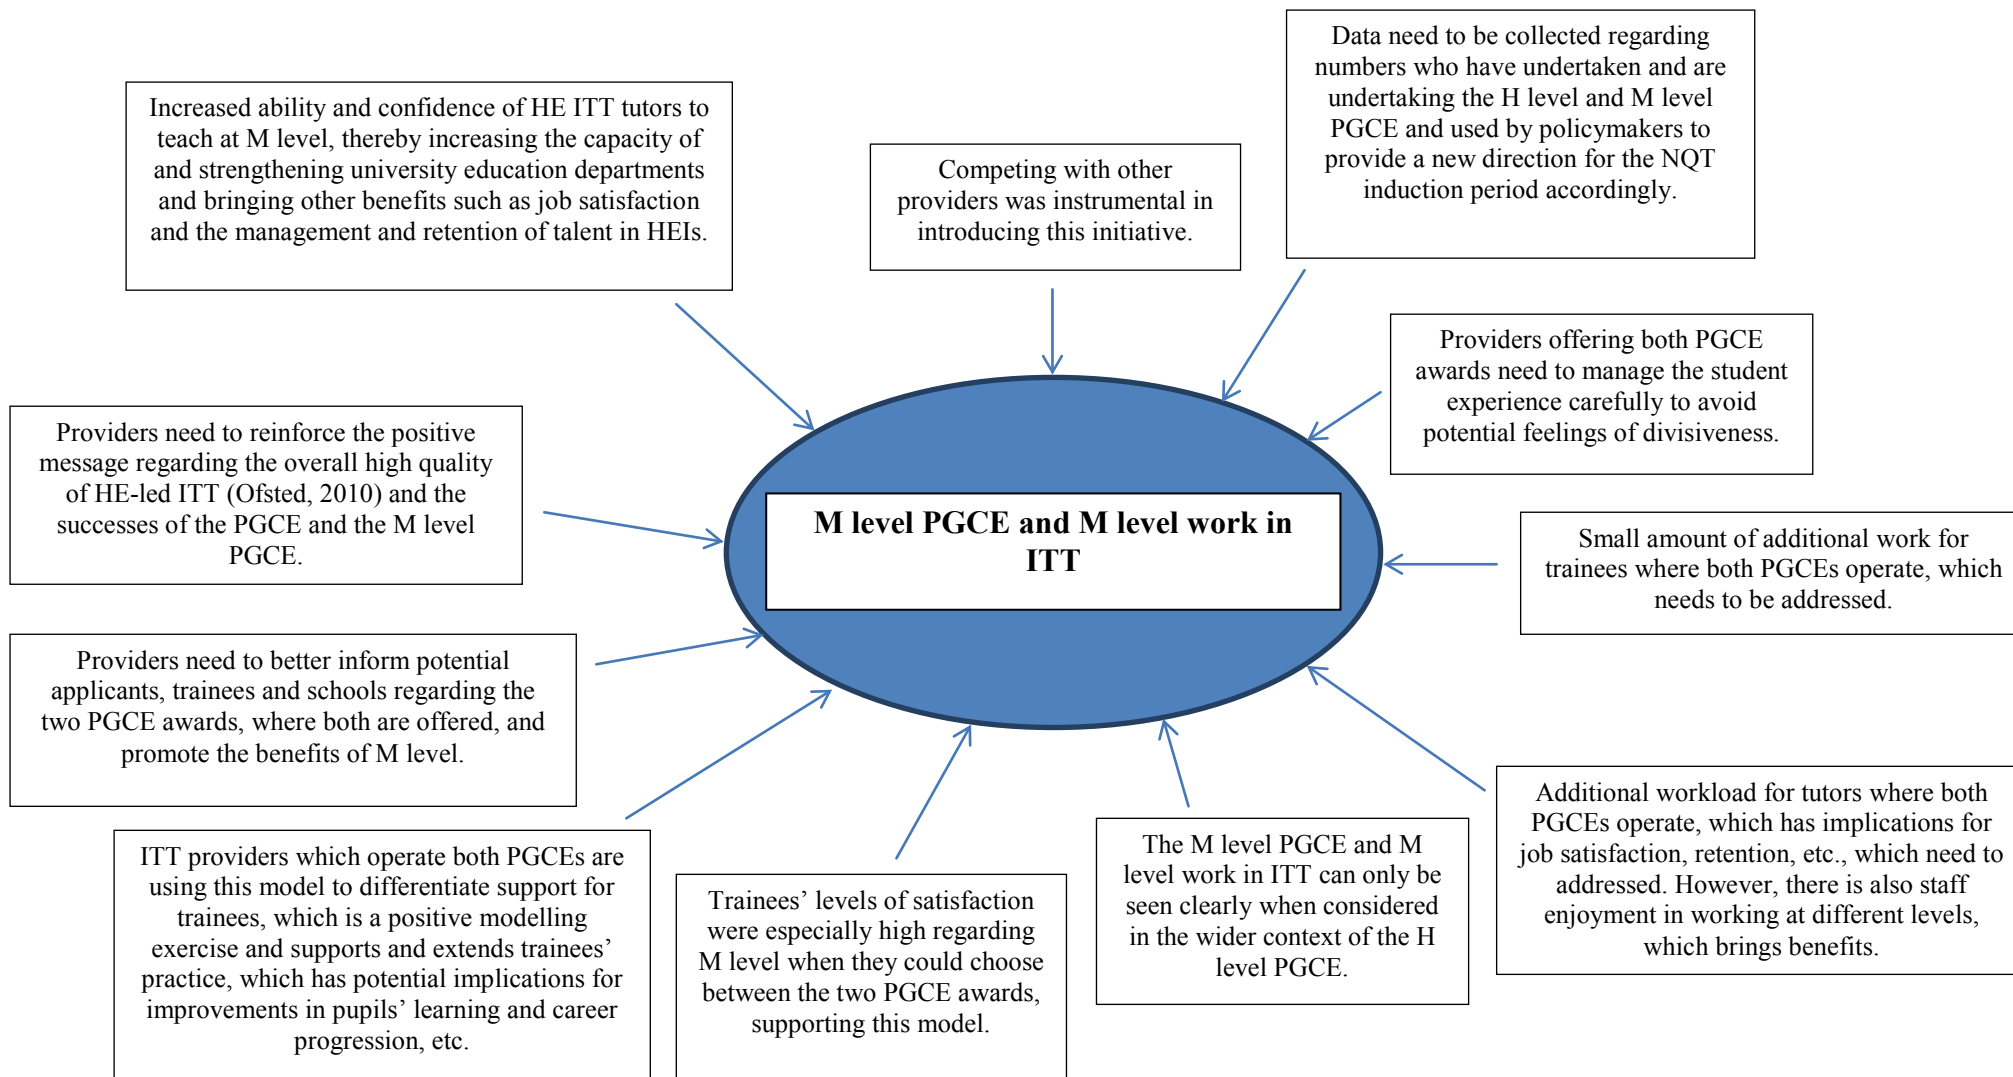 Increased ability and confidence of HE ITT tutors to
teach at M level, thereby increasing the capacity of
and strengthening university education departments
and bringing other benefits such as job satisfaction
and the management and retention of talent in HEIs.
Competing with other
providers was instrumental in
introducing this initiative.
Data need to be collected regarding
numbers who have undertaken and are
undertaking the H level and M level
PGCE and used by policymakers to
provide a new direction for the NQT
induction period accordingly.
Providers offering both PGCE
awards need to manage the student
experience carefully to avoid
potential feelings of divisiveness.
Providers need to reinforce the positive
message regarding the overall high quality
of HE-led ITT (Ofsted, 2010) and the
successes of the PGCE and the M level
PGCE.
M level PGCE and M level work in
ITT
Small amount of additional work for
trainees where both PGCEs operate, which
needs to be addressed.
Providers need to better inform potential
applicants, trainees and schools regarding the
two PGCE awards, where both are offered, and
promote the benefits of M level.
ITT providers which operate both PGCEs are
using this model to differentiate support for
trainees, which is a positive modelling
exercise and supports and extends trainees’
practice, which has potential implications for
improvements in pupils’ learning and career
progression, etc.
Trainees’ levels of satisfaction
were especially high regarding
M level when they could choose
between the two PGCE awards,
supporting this model.
The M level PGCE and M
level work in ITT can only be
seen clearly when considered
in the wider context of the H
level PGCE.
Additional workload for tutors where both
PGCEs operate, which has implications for
job satisfaction, retention, etc., which need to
addressed. However, there is also staff
enjoyment in working at different levels,
which brings benefits.